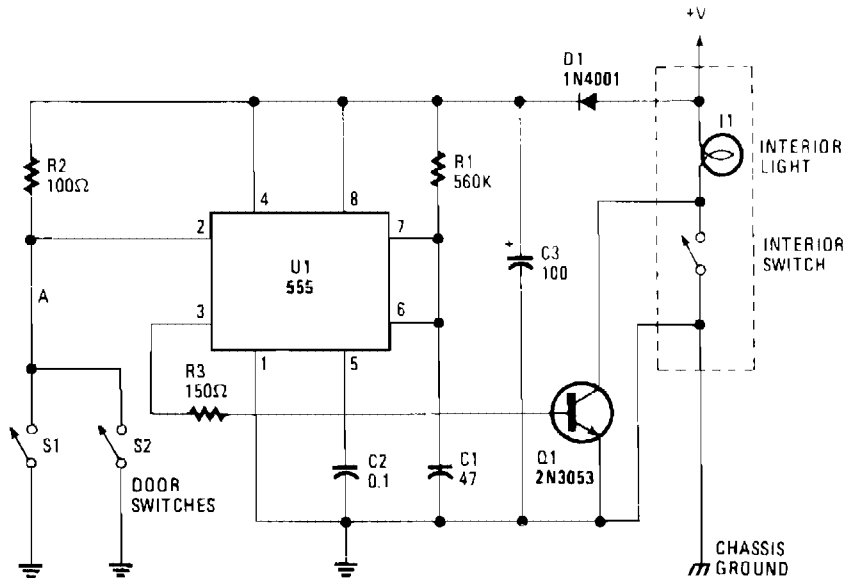 +V
D1
1N4001
I1
INTERIOR
LIGHT
R2
100Ω
R1
560K
4
8
2
7
U1
555
C3
+
100
INTERIOR
SWITCH
A
3
6
1
5
R3
150Ω
S1
S2
DOOR
SWITCHES
C2
0.1
C1
47
Q1
2N3053
CHASSIS
GROUND